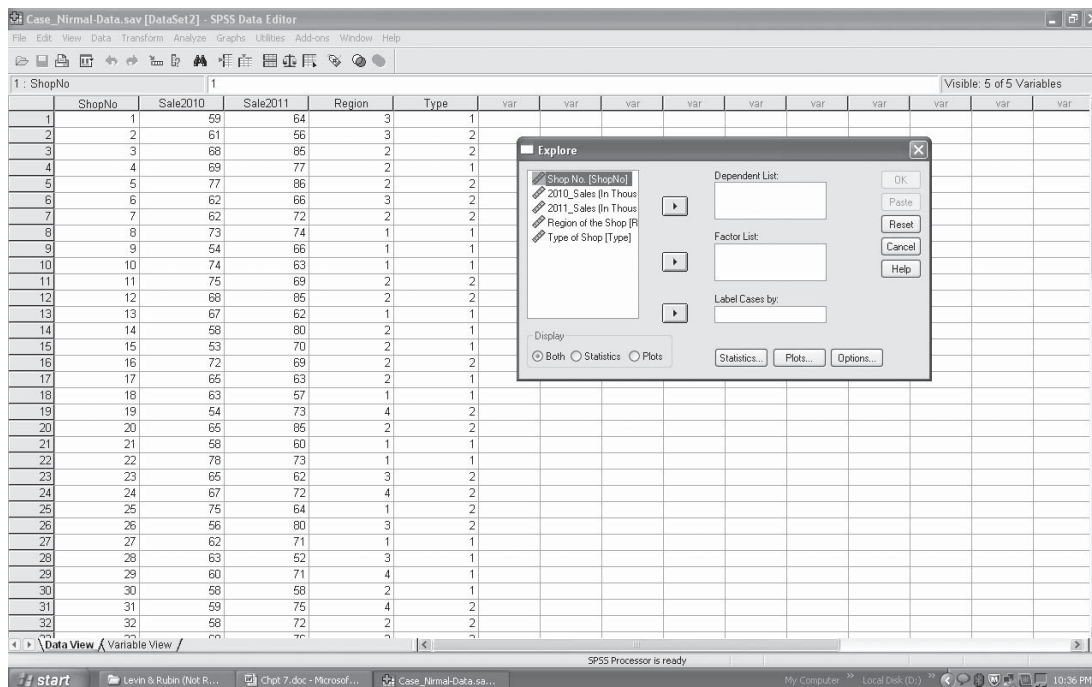 Case_Nirmal-Data.sav [DataSet2] - SPSS Data Editor
File Edit View Data Transform Analyze Graphs Utilities Add-ons Window Help
1 : ShopNo 1 Visible: 5 of 5 Variables
ShopNo Sale2010 Sale2011 Region Type var var var var var var var var var var
1 1 59 64 3 1
2 2 61 56 3 2
3 3 68 85 2 2
4 4 69 77 2 1
5 5 77 86 2 2
6 6 62 66 3 2
7 7 62 72 2 2
8 8 73 74 1 1
9 9 54 66 1 1
10 10 74 63 1 1
11 11 75 69 2 2
12 12 68 85 2 2
13 13 67 62 1 1
14 14 58 80 2 1
15 15 53 70 2 1
16 16 72 69 2 2
17 17 65 63 2 1
18 18 63 57 1 1
19 19 54 73 4 2
20 20 65 85 2 2
21 21 58 60 1 1
22 22 78 73 1 1
23 23 65 62 3 2
24 24 67 72 4 2
25 25 75 64 1 2
26 26 56 80 3 2
27 27 62 71 1 1
28 28 63 52 3 1
29 29 60 71 4 1
30 30 58 58 2 1
31 31 59 75 4 2
32 32 58 72 2 2
Explore
Shop No. [ShopNo]
2010_Sales (In Thous
2011_Sales (In Thous
Region of the Shop [R
Type of Shop [Type]
Dependent List:
Factor List:
Label Cases by:
OK
Paste
Reset
Cancel
Help
Display
Both Statistics Plots
Statistics... Plots... Options...
Data View Variable View
SPSS Processor is ready
start Levin & Rubin (Not R... Chpt 7.doc - Microsof... Case_Nirmal-Data.sa... My Computer » Local Disk (D:) » 10:36 PM